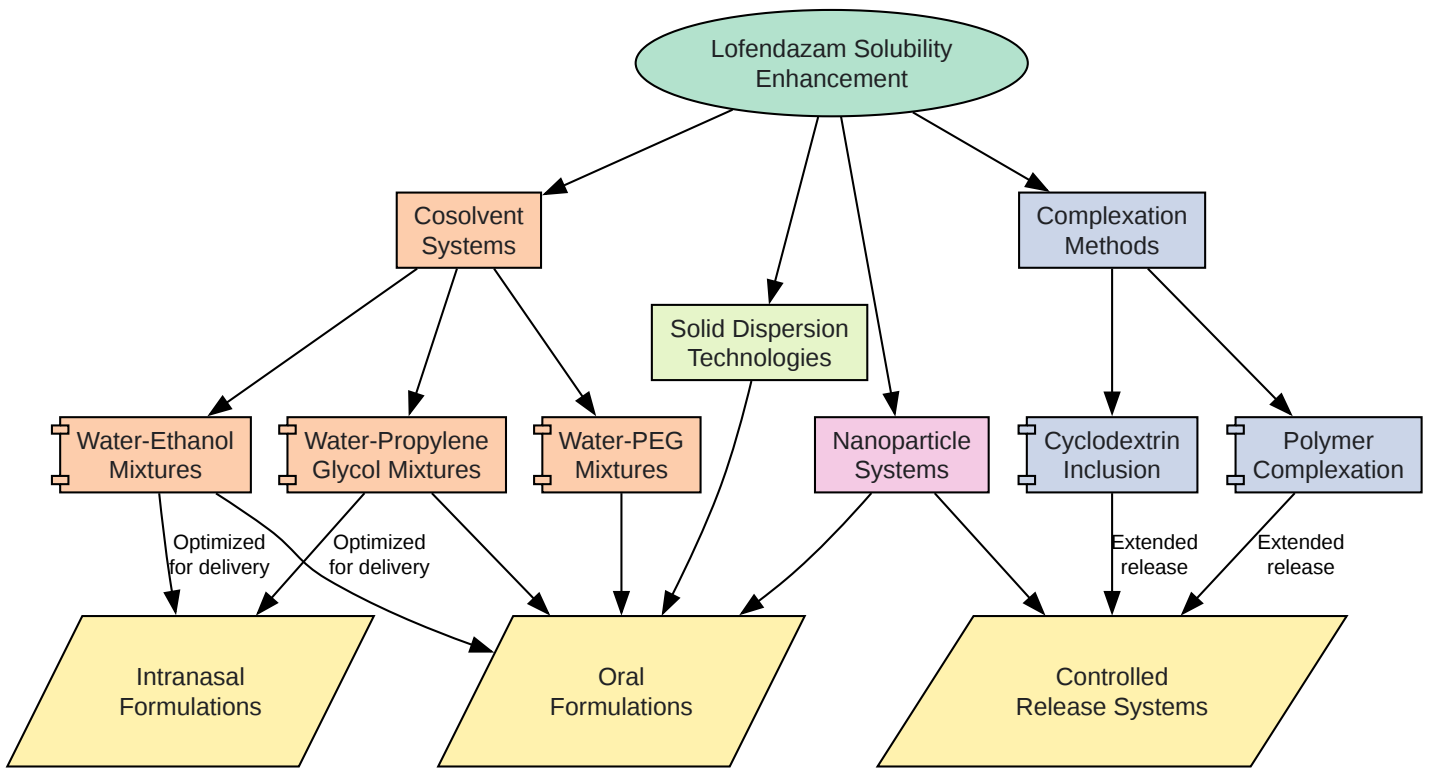 Lofendazam Solubility
Enhancement
Cosolvent
Systems
Complexation
Methods
Solid Dispersion
Technologies
Water-Ethanol
Mixtures
Water-Propylene
Glycol Mixtures
Water-PEG
Mixtures
Nanoparticle
Systems
Cyclodextrin
Inclusion
Polymer
Complexation
Optimized
for delivery
Optimized
for delivery
Extended
release
Extended
release
Intranasal
Formulations
Oral
Formulations
Controlled
Release Systems